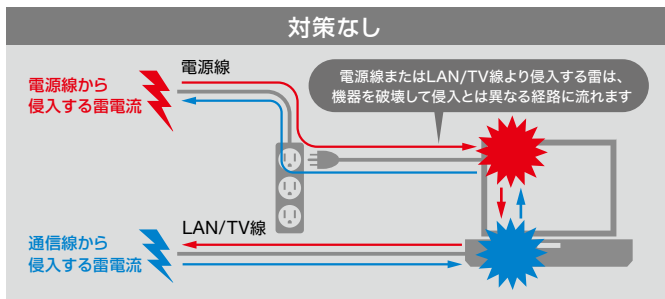 対策なし
電源線から
侵入する雷電流
電源線
電源線またはLAN/TV線より侵入する雷は、
機器を破壊して侵入とは異なる経路に流れます
LAN/TV線
通信線から
侵入する雷電流